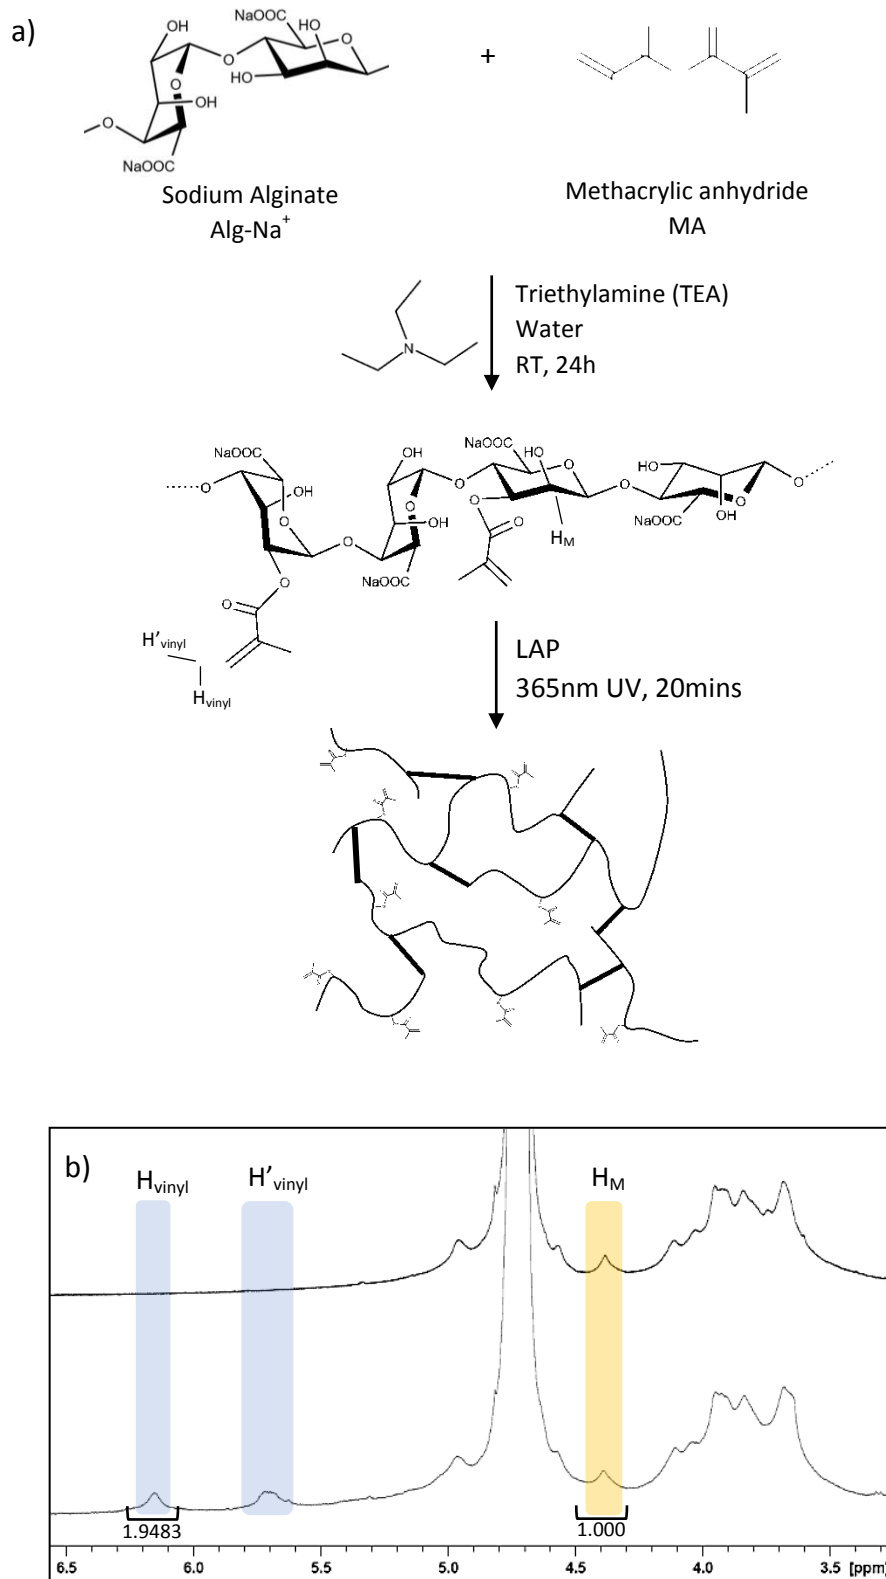 a)
NaOOC
OH
HO
O
O
O
OH
HO
O
NaOOC
+
Sodium Alginate
Alg-Na+
Methacrylic anhydride
MA
N
Triethylamine (TEA)
Water
RT, 24h
NaOOC
O
OH
O
O
O
O
OH
O
OH
NaOOC
NaOOC
HO
O
O
O
O
HM
O
HO
NaOOC
O
OH
O
H'vinyl
Hvinyl
LAP
365nm UV, 20mins
b)
Hvinyl
H'vinyl
HM
1.9483
1.000
6.5 6.0 5.5 5.0 4.5 4.0 3.5 [ppm]